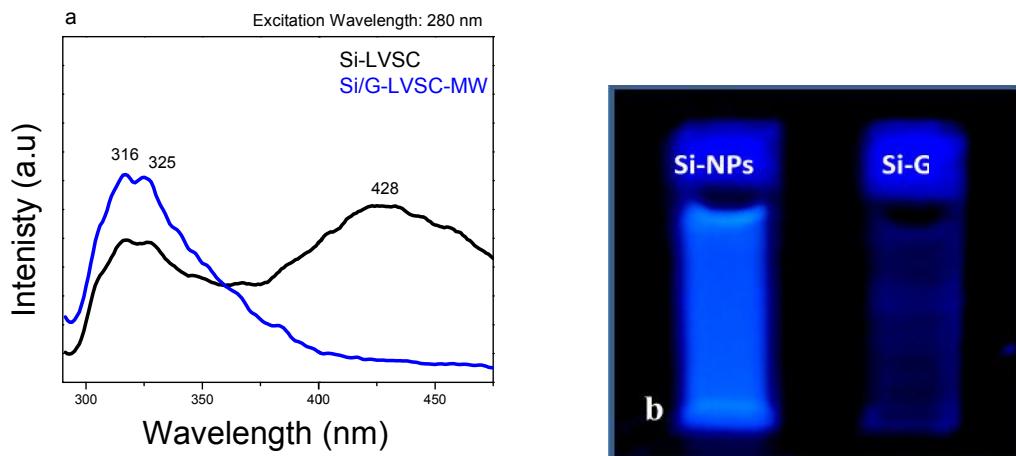 a
Excitation Wavelength: 280 nm
Si-LVSC
Si/G-LVSC-MW
316
325
428
Intenisty (a.u)
300
350
400
450
Wavelength (nm)
Si-NPs
Si-G
b